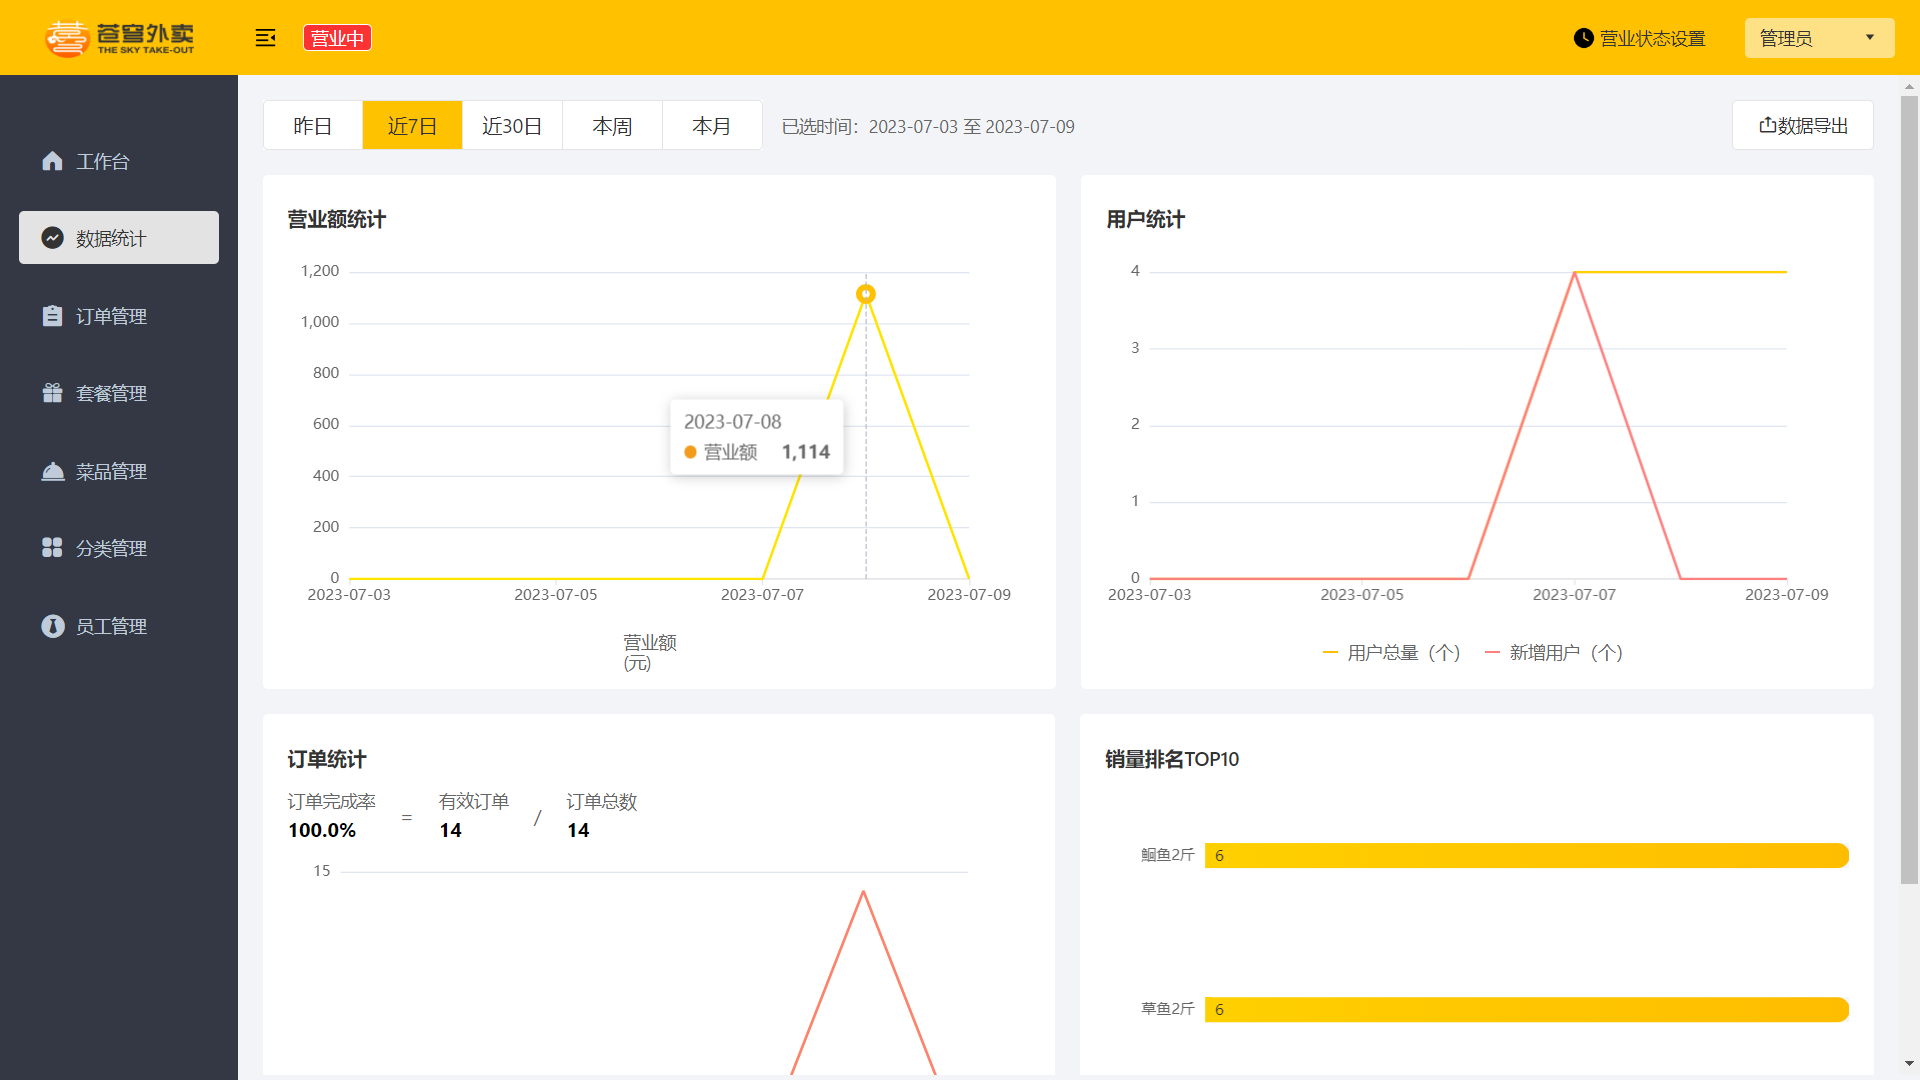 苍穹外卖
THE SKY TAKE-OUT
营业中
营业状态设置
管理员
工作台
数据统计
订单管理
套餐管理
菜品管理
分类管理
员工管理
昨日
近7日
近30日
本周
本月
已选时间：2023-07-03 至 2023-07-09
数据导出
营业额统计
1,200
1,000
800
600
400
200
0
2023-07-03
2023-07-05
2023-07-07
2023-07-09
2023-07-08
营业额 1,114
营业额
(元)
用户统计
4
3
2
1
0
2023-07-03
2023-07-05
2023-07-07
2023-07-09
用户总量（个）
新增用户（个）
订单统计
订单完成率
100.0%
=
有效订单
14
/
订单总数
14
15
销量排名TOP10
鮰鱼2斤 6
草鱼2斤 6